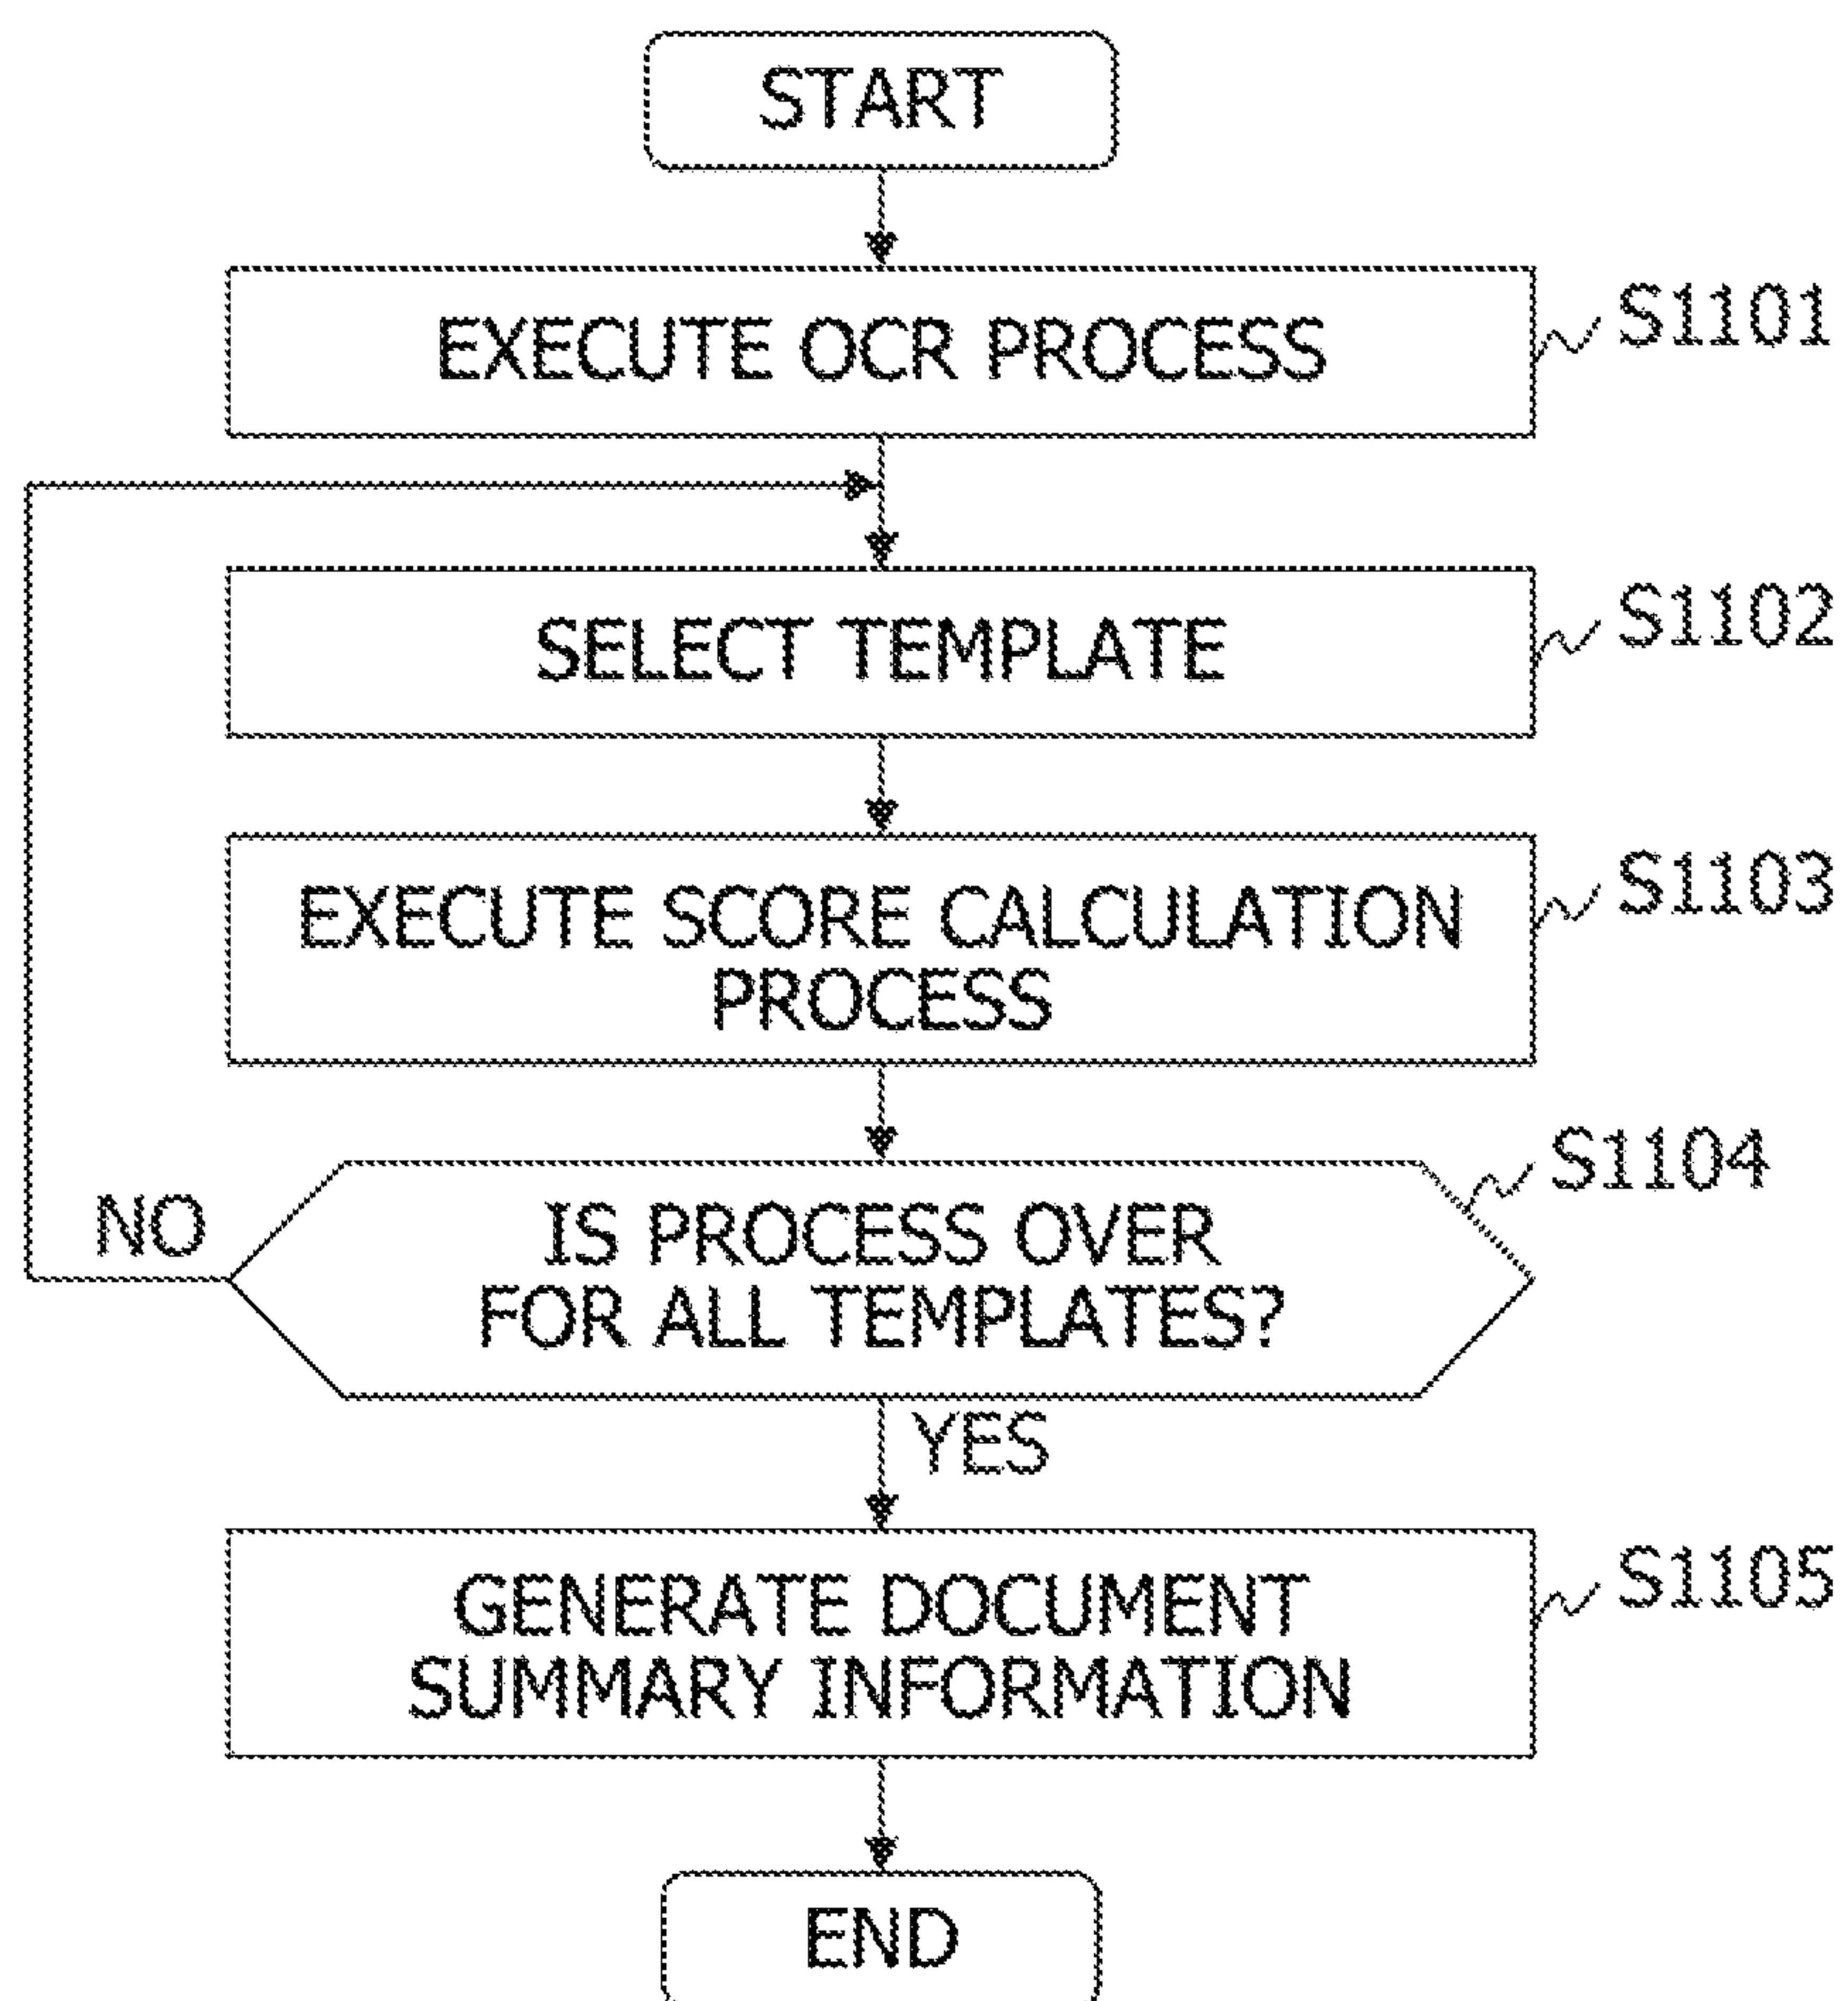 START
EXECUTE OCR PROCESS
S1101
SELECT TEMPLATE
S1102
EXECUTE SCORE CALCULATION
PROCESS
S1103
IS PROCESS OVER
FOR ALL TEMPLATES?
S1104
NO
YES
GENERATE DOCUMENT
SUMMARY INFORMATION
S1105
END